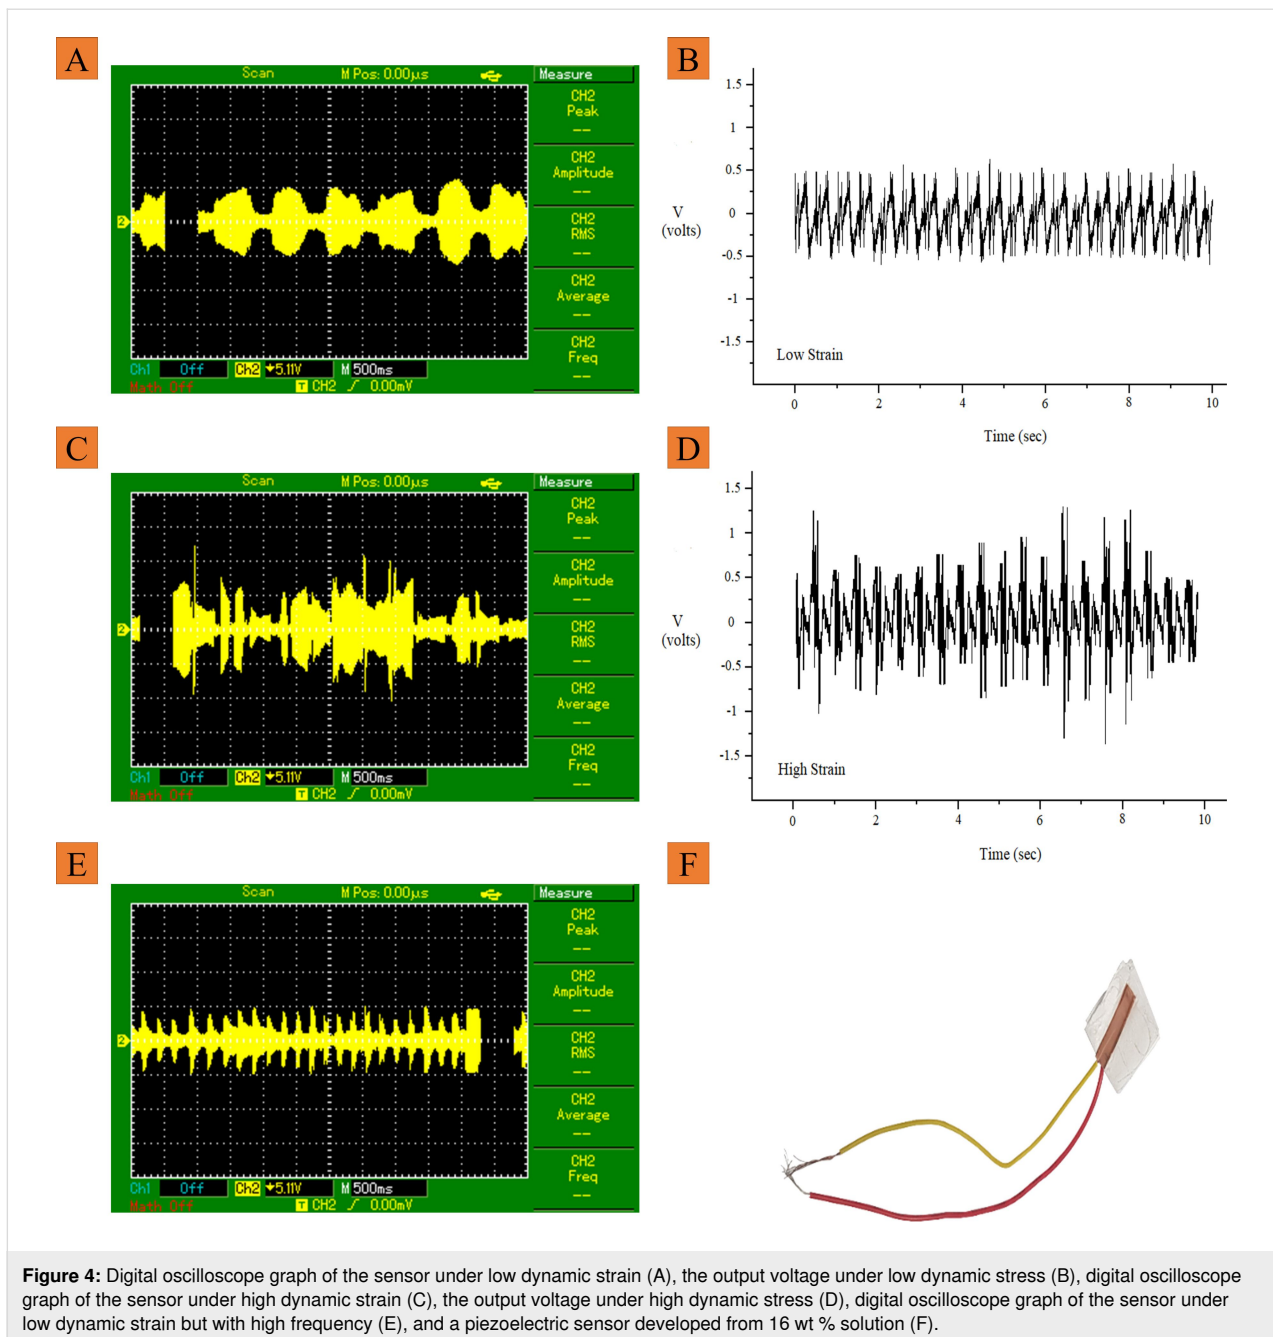 A
Scan M Pos: 0.00µs Measure
CH2
Peak
--
CH2
Amplitude
--
CH2
RMS
--
CH2
Average
--
CH2
Freq
--
2
Ch1 Off Ch2 5.11V M 500ms
Math Off T CH2 0.00mV
B
1.5
1
0.5
0
-0.5
-1
-1.5
V
(volts)
Low Strain
0 2 4 6 8 10
Time (sec)
C
Scan M Pos: 0.00µs Measure
CH2
Peak
--
CH2
Amplitude
--
CH2
RMS
--
CH2
Average
--
CH2
Freq
--
2
Ch1 Off Ch2 5.11V M 500ms
Math Off T CH2 0.00mV
D
1.5
1
0.5
0
-0.5
-1
-1.5
V
(volts)
High Strain
0 2 4 6 8 10
Time (sec)
E
Scan M Pos: 0.00µs Measure
CH2
Peak
--
CH2
Amplitude
--
CH2
RMS
--
CH2
Average
--
CH2
Freq
--
2
Ch1 Off Ch2 5.11V M 500ms
Math Off T CH2 0.00mV
F
Figure 4: Digital oscilloscope graph of the sensor under low dynamic strain (A), the output voltage under low dynamic stress (B), digital oscilloscope
graph of the sensor under high dynamic strain (C), the output voltage under high dynamic stress (D), digital oscilloscope graph of the sensor under
low dynamic strain but with high frequency (E), and a piezoelectric sensor developed from 16 wt % solution (F).